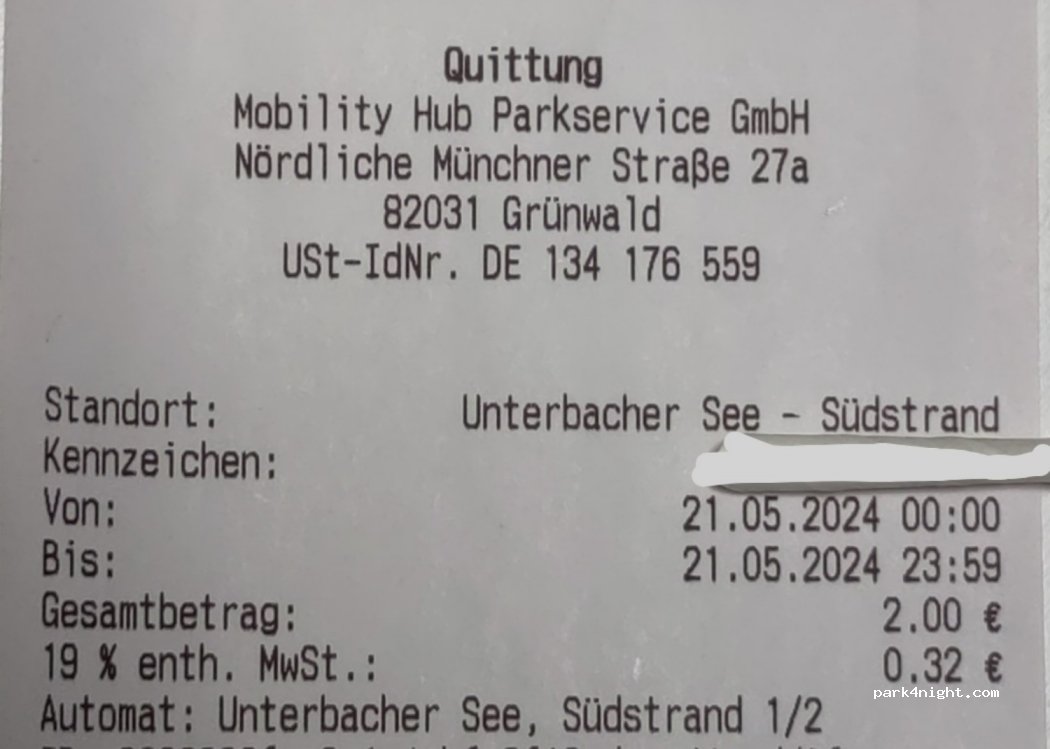 Quittung
Mobility Hub Parkservice GmbH
Nördliche Münchner Straße 27a
82031 Grünwald
USt-IdNr. DE 134 176 559
Standort: Unterbacher See - Südstrand
Kennzeichen:
Von: 21.05.2024 00:00
Bis: 21.05.2024 23:59
Gesamtbetrag: 2.00 €
19 % enth. MwSt.: 0.32 €
park4night.com
Automat: Unterbacher See, Südstrand 1/2